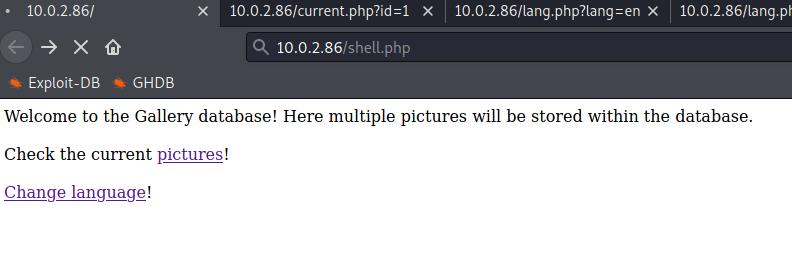 10.0.2.86/
10.0.2.86/current.php?id=1
10.0.2.86/lang.php?lang=en
10.0.2.86/lang.ph
10.0.2.86/shell.php
Exploit-DB
GHDB
Welcome to the Gallery database! Here multiple pictures will be stored within the database.
Check the current pictures!
Change language!